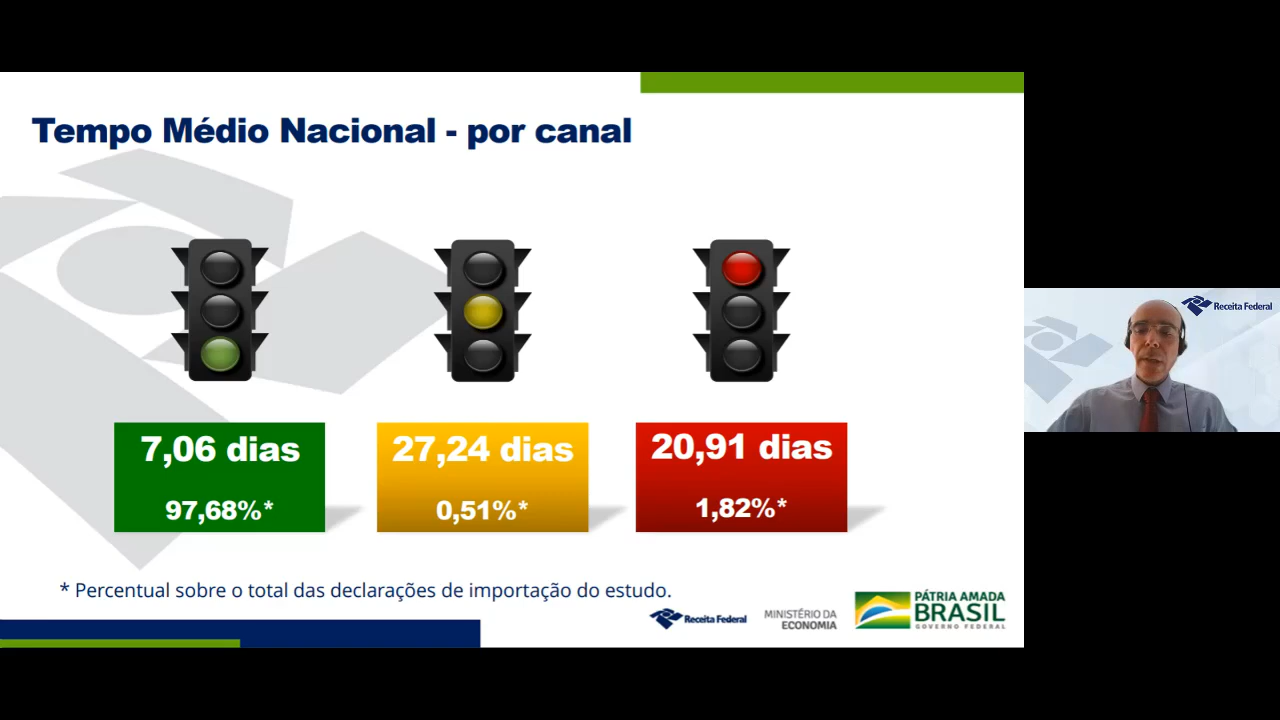 Tempo Médio Nacional - por canal
7,06 dias
97,68%*
27,24 dias
0,51%*
20,91 dias
1,82%*
* Percentual sobre o total das declarações de importação do estudo.
Receita Federal
MINISTÉRIO DA
ECONOMIA
PÁTRIA AMADA
BRASIL
GOVERNO FEDERAL
Receita Federal